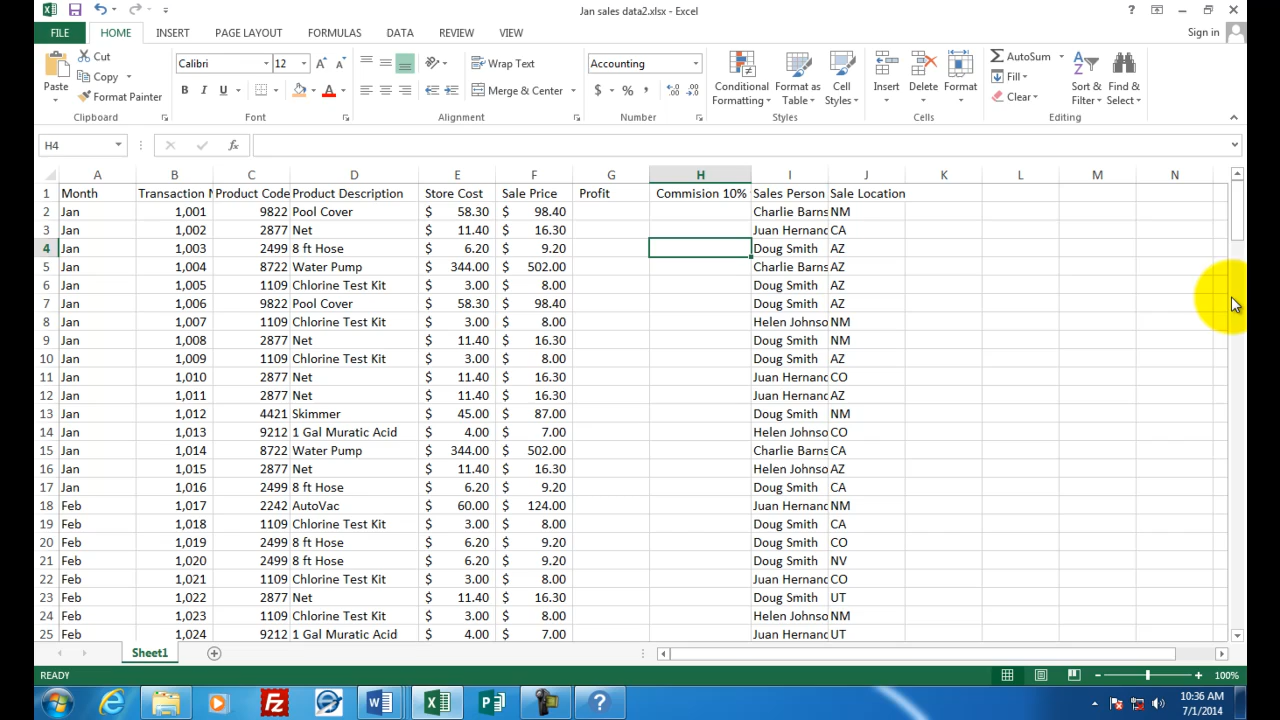 Jan sales data2.xlsx - Excel
?
FILE HOME INSERT PAGE LAYOUT FORMULAS DATA REVIEW VIEW Sign in
Paste Cut Copy Format Painter Clipboard
Calibri 12 A A B I U A Font
Wrap Text Merge & Center Alignment
Accounting $ % , .0 .00 .00 .0 Number
Conditional Formatting Format as Table Cell Styles Styles
Insert Delete Format Cells
AutoSum Fill Clear Sort & Filter Find & Select Editing
H4 fx
A B C D E F G H I J K L M N
1 Month Transaction N Product Code Product Description Store Cost Sale Price Profit Commision 10% Sales Person Sale Location
2 Jan 1,001 9822 Pool Cover $ 58.30 $ 98.40 Charlie Barns NM
3 Jan 1,002 2877 Net $ 11.40 $ 16.30 Juan Hernanc CA
4 Jan 1,003 2499 8 ft Hose $ 6.20 $ 9.20 Doug Smith AZ
5 Jan 1,004 8722 Water Pump $ 344.00 $ 502.00 Charlie Barns AZ
6 Jan 1,005 1109 Chlorine Test Kit $ 3.00 $ 8.00 Doug Smith AZ
7 Jan 1,006 9822 Pool Cover $ 58.30 $ 98.40 Doug Smith AZ
8 Jan 1,007 1109 Chlorine Test Kit $ 3.00 $ 8.00 Helen Johnso NM
9 Jan 1,008 2877 Net $ 11.40 $ 16.30 Doug Smith NM
10 Jan 1,009 1109 Chlorine Test Kit $ 3.00 $ 8.00 Doug Smith AZ
11 Jan 1,010 2877 Net $ 11.40 $ 16.30 Juan Hernanc CO
12 Jan 1,011 2877 Net $ 11.40 $ 16.30 Juan Hernanc AZ
13 Jan 1,012 4421 Skimmer $ 45.00 $ 87.00 Doug Smith NM
14 Jan 1,013 9212 1 Gal Muratic Acid $ 4.00 $ 7.00 Helen Johnso CO
15 Jan 1,014 8722 Water Pump $ 344.00 $ 502.00 Charlie Barns CA
16 Jan 1,015 2877 Net $ 11.40 $ 16.30 Helen Johnso AZ
17 Jan 1,016 2499 8 ft Hose $ 6.20 $ 9.20 Doug Smith CA
18 Feb 1,017 2242 AutoVac $ 60.00 $ 124.00 Juan Hernanc NM
19 Feb 1,018 1109 Chlorine Test Kit $ 3.00 $ 8.00 Doug Smith CA
20 Feb 1,019 2499 8 ft Hose $ 6.20 $ 9.20 Doug Smith CO
21 Feb 1,020 2499 8 ft Hose $ 6.20 $ 9.20 Doug Smith NV
22 Feb 1,021 1109 Chlorine Test Kit $ 3.00 $ 8.00 Juan Hernanc CO
23 Feb 1,022 2877 Net $ 11.40 $ 16.30 Doug Smith UT
24 Feb 1,023 1109 Chlorine Test Kit $ 3.00 $ 8.00 Helen Johnso NM
25 Feb 1,024 9212 1 Gal Muratic Acid $ 4.00 $ 7.00 Juan Hernanc UT
Sheet1
READY 100%
10:36 AM
7/1/2014